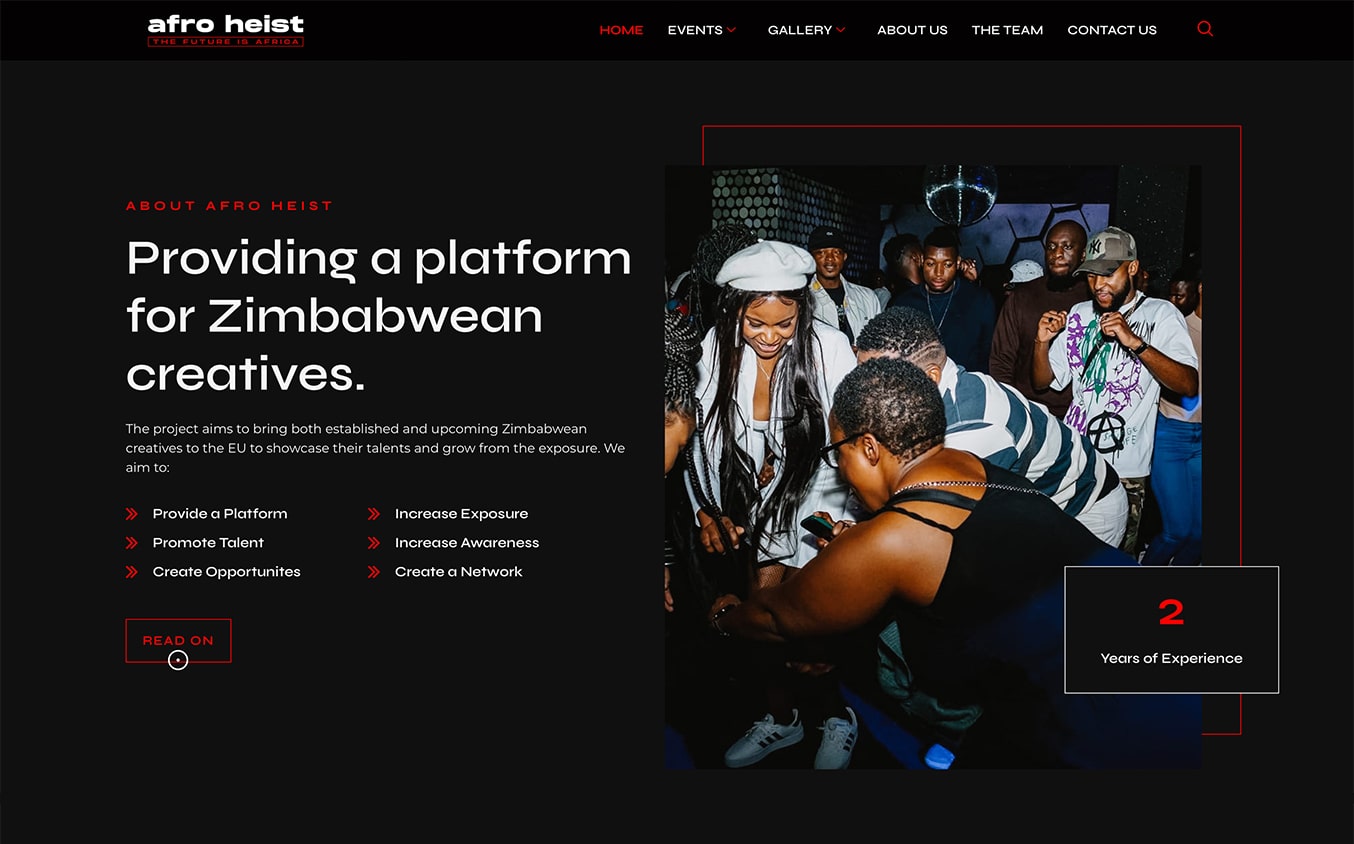 afro heist
THE FUTURE IS AFRICA
HOME EVENTS GALLERY ABOUT US THE TEAM CONTACT US
ABOUT AFRO HEIST
Providing a platform
for Zimbabwean
creatives.
The project aims to bring both established and upcoming Zimbabwean
creatives to the EU to showcase their talents and grow from the exposure. We
aim to:
Provide a Platform
Promote Talent
Create Opportunites
Increase Exposure
Increase Awareness
Create a Network
READ ON
2
Years of Experience